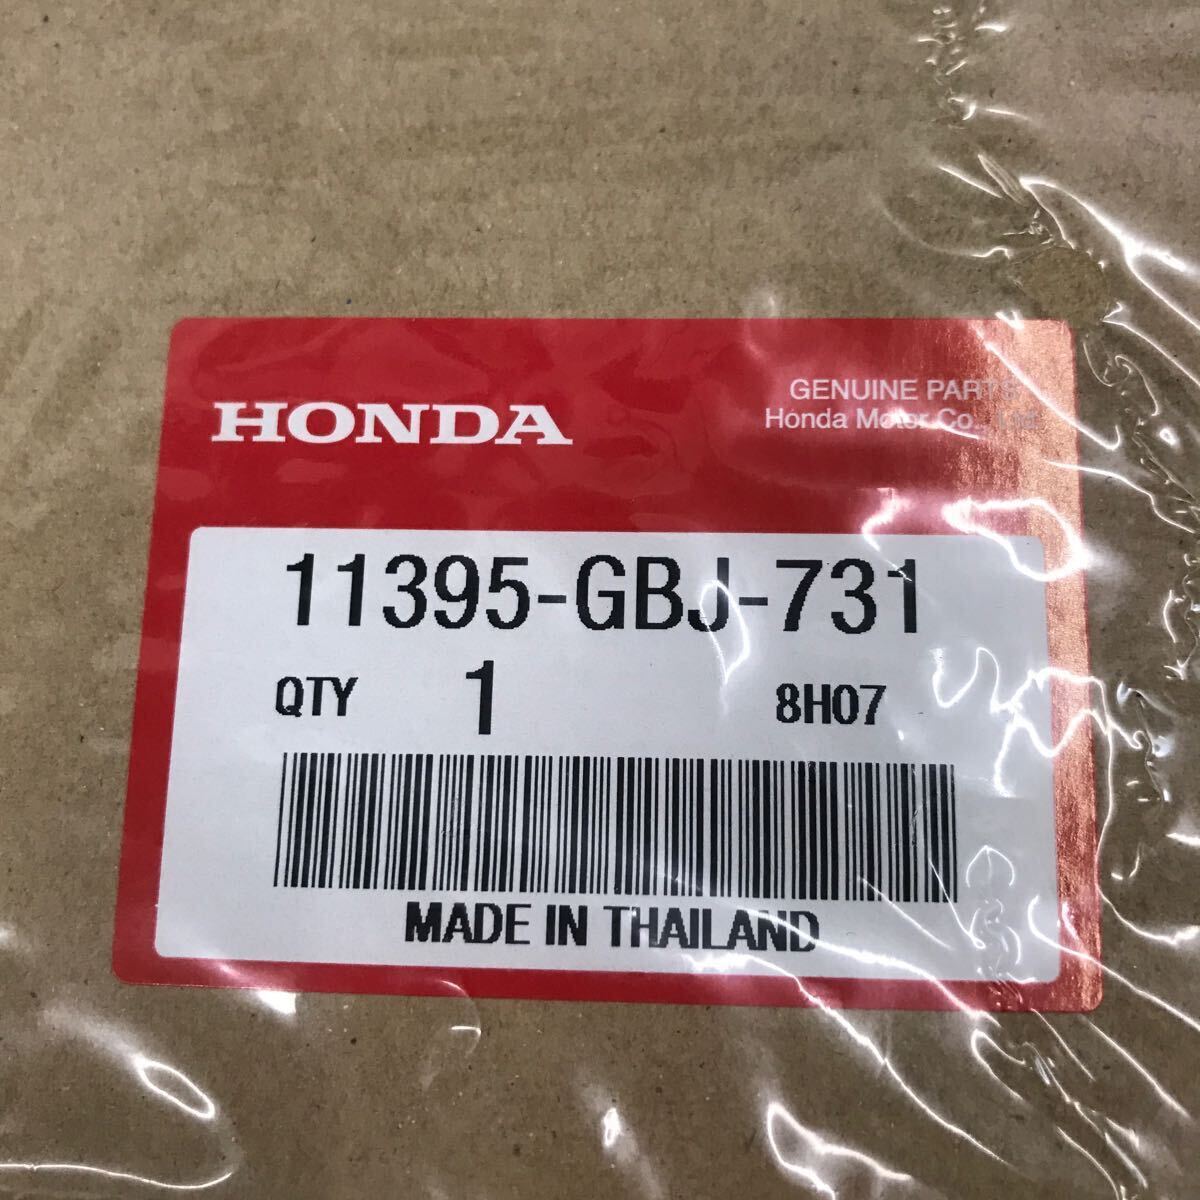 HONDA
GENUINE PARTS
Honda Motor Co., Ltd.
11395-GBJ-731
QTY 1 8H07
MADE IN THAILAND